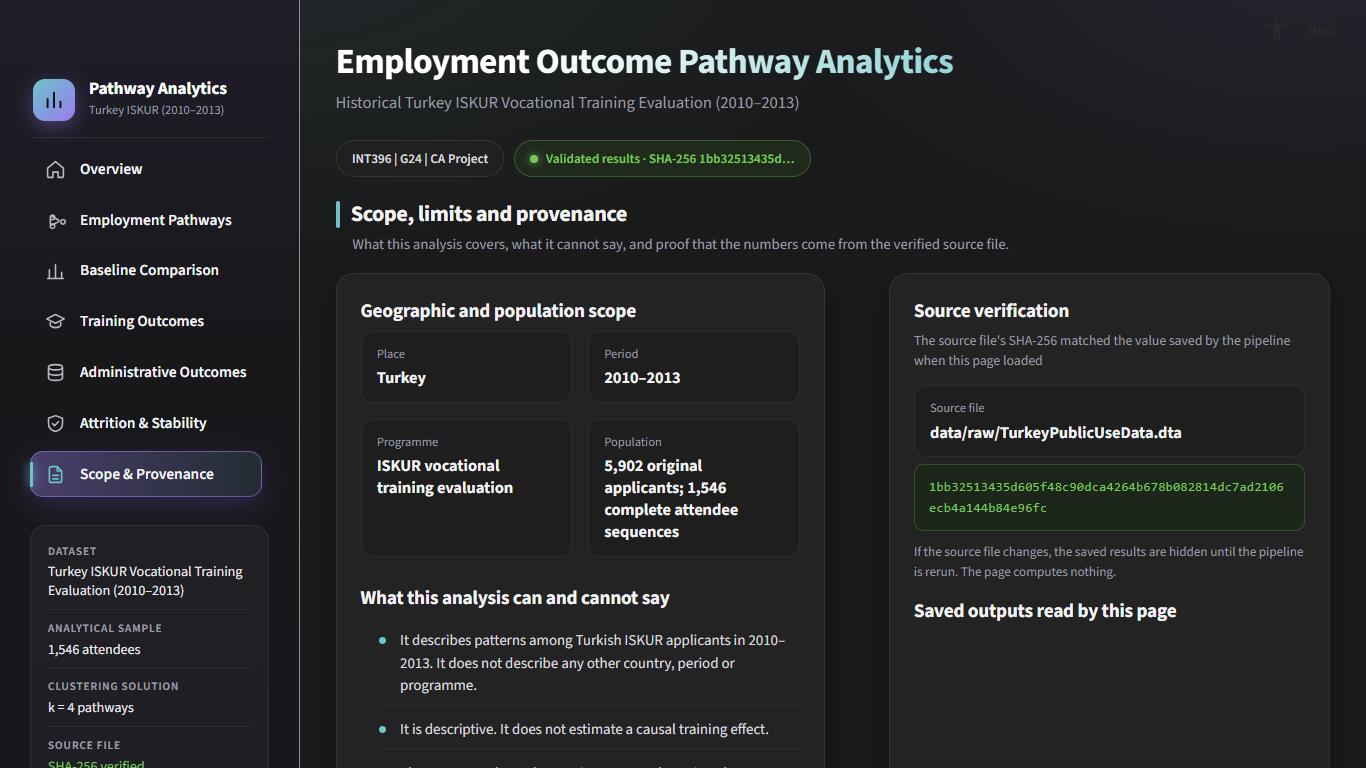 Pathway Analytics
Turkey ISKUR (2010–2013)
Overview
Employment Pathways
Baseline Comparison
Training Outcomes
Administrative Outcomes
Attrition & Stability
Scope & Provenance
DATASET
Turkey ISKUR Vocational Training
Evaluation (2010–2013)
ANALYTICAL SAMPLE
1,546 attendees
CLUSTERING SOLUTION
k = 4 pathways
SOURCE FILE
SHA-256 verified
Stop
Employment Outcome Pathway Analytics
Historical Turkey ISKUR Vocational Training Evaluation (2010–2013)
INT396 | G24 | CA Project
Validated results · SHA-256 1bb32513435d…
Scope, limits and provenance
What this analysis covers, what it cannot say, and proof that the numbers come from the verified source file.
Geographic and population scope
Place
Turkey
Period
2010–2013
Programme
ISKUR vocational
training evaluation
Population
5,902 original
applicants; 1,546
complete attendee
sequences
What this analysis can and cannot say
It describes patterns among Turkish ISKUR applicants in 2010–
2013. It does not describe any other country, period or
programme.
It is descriptive. It does not estimate a causal training effect.
Source verification
The source file's SHA-256 matched the value saved by the pipeline
when this page loaded
Source file
data/raw/TurkeyPublicUseData.dta
1bb32513435d605f48c90dca4264b678b082814dc7ad2106
ecb4a144b84e96fc
If the source file changes, the saved results are hidden until the pipeline
is rerun. The page computes nothing.
Saved outputs read by this page